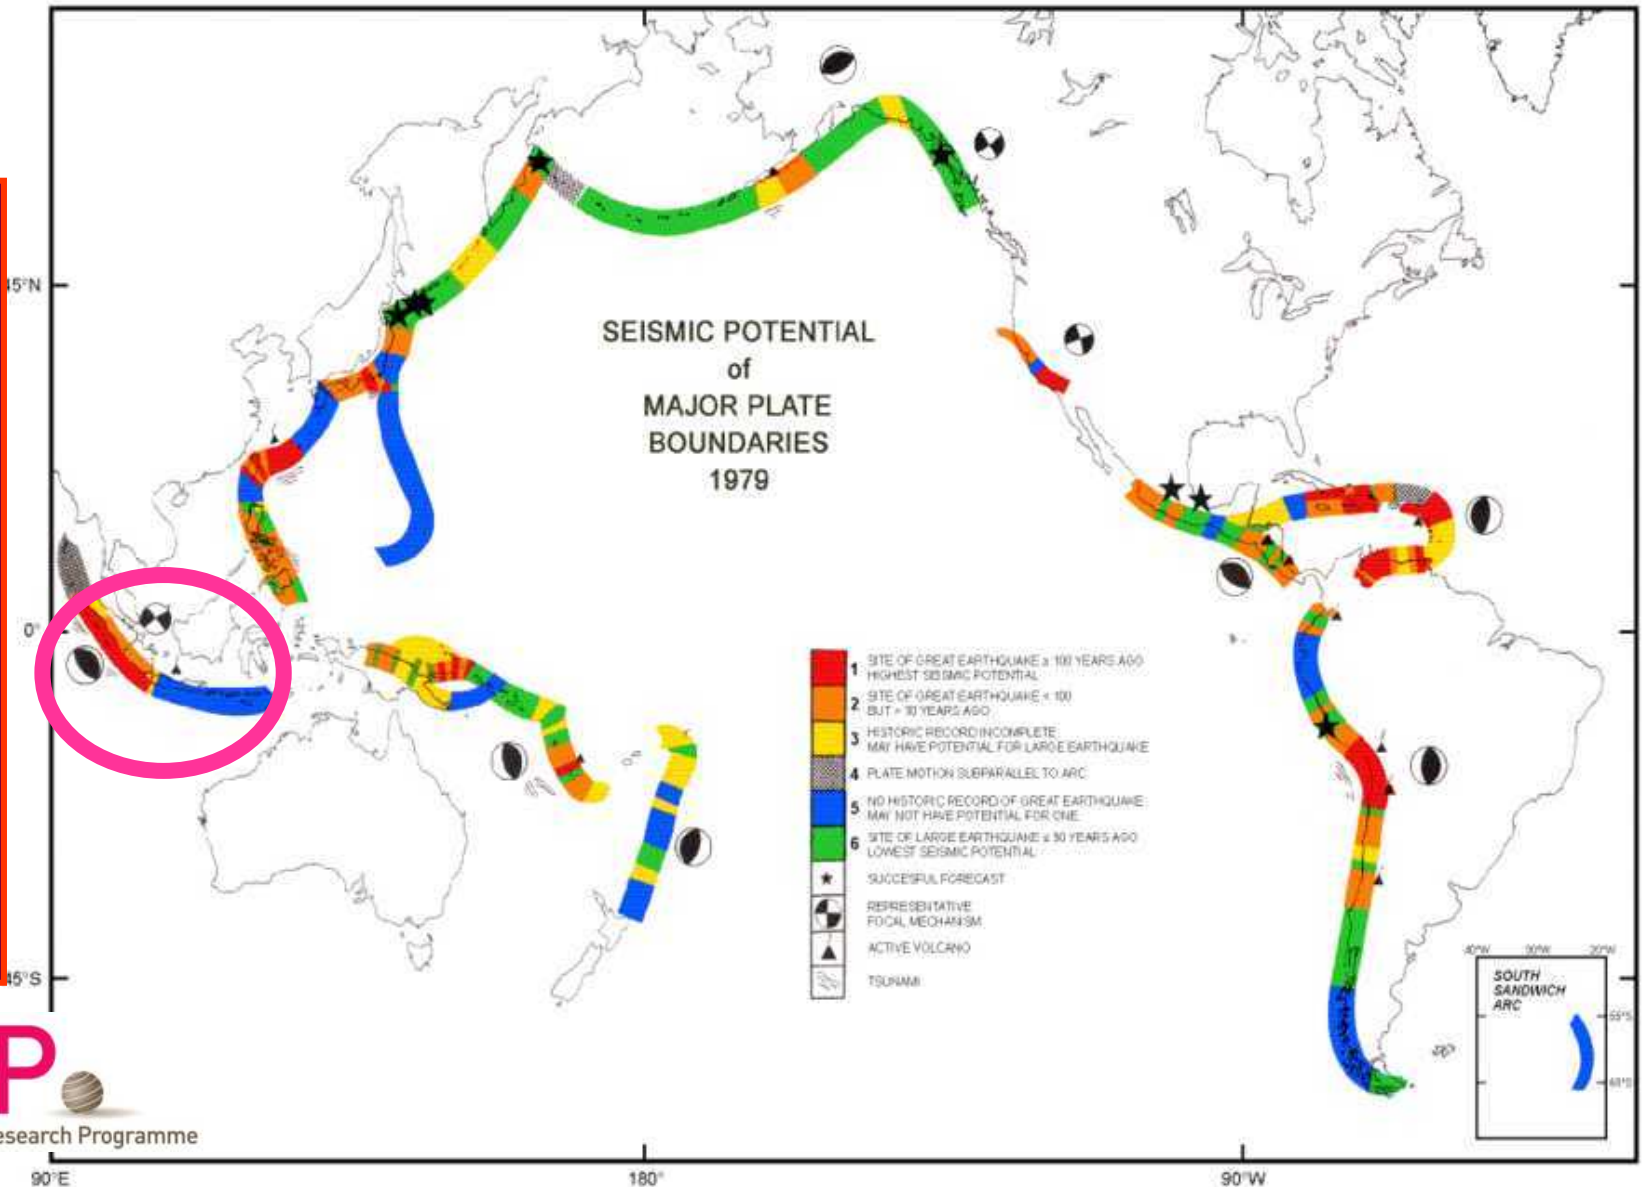 SEISMIC POTENTIAL
of
MAJOR PLATE
BOUNDARIES
1979
45°N
0°
45°S
1 SITE OF GREAT EARTHQUAKE ≥ 100 YEARS AGO
HIGHEST SEISMIC POTENTIAL
2 SITE OF GREAT EARTHQUAKE < 100
BUT > 10 YEARS AGO
3 HISTORIC RECORD INCOMPLETE
MAY HAVE POTENTIAL FOR LARGE EARTHQUAKE
4 PLATE MOTION SUBPARALLEL TO ARC
5 NO HISTORIC RECORD OF GREAT EARTHQUAKE
MAY NOT HAVE POTENTIAL FOR ONE
6 SITE OF LARGE EARTHQUAKE ≤ 30 YEARS AGO
LOWEST SEISMIC POTENTIAL
SUCCESFUL FORECAST
REPRESENTATIVE
FOCAL MECHANISM
ACTIVE VOLCANO
TSUNAMI
40°W 20°W
SOUTH
SANDWICH
ARC
55°S
P
esearch Programme
90°E 180° 90°W